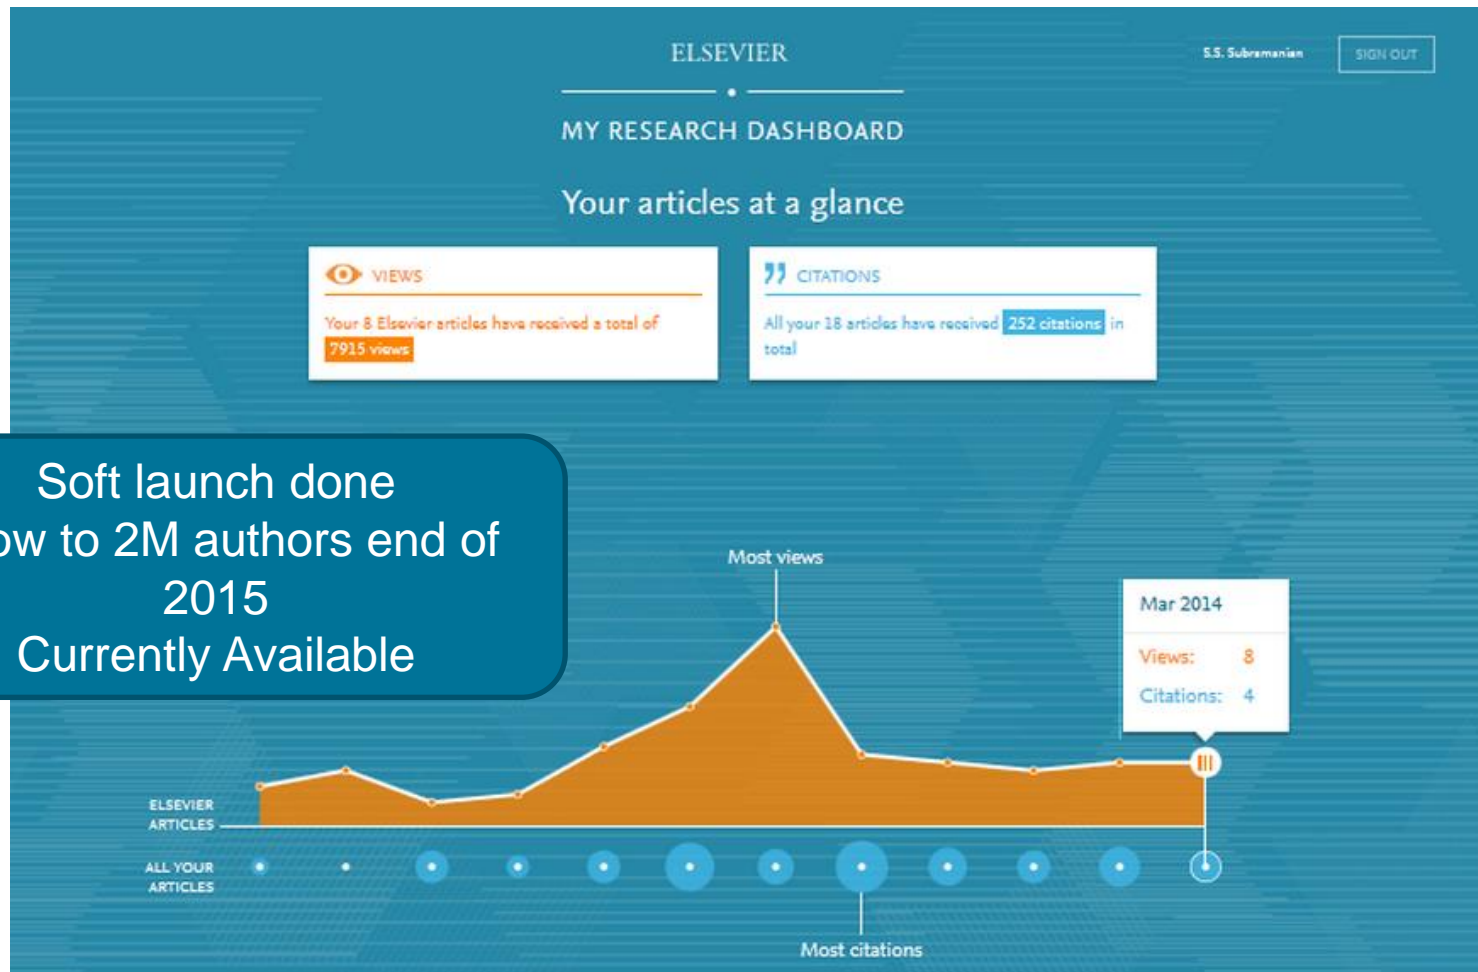 ELSEVIER
S.S. Subramanian
SIGN OUT
MY RESEARCH DASHBOARD
Your articles at a glance
VIEWS
Your 8 Elsevier articles have received a total of
7915 views
CITATIONS
All your 18 articles have received 252 citations in
total
Soft launch done
to 2M authors end of
2015
Currently Available
Most views
Mar 2014
Views: 8
Citations: 4
ELSEVIER
ARTICLES
ALL YOUR
ARTICLES
Most citations